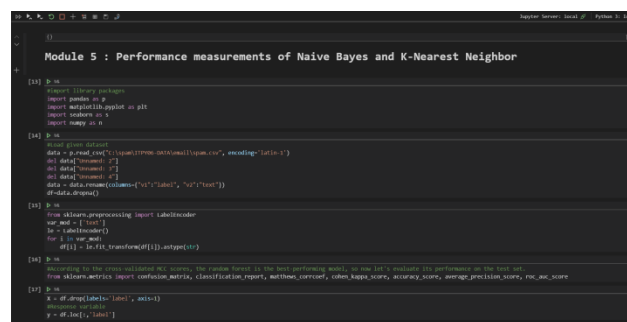 Jupyter Server: local
Python 3:
{}
Module 5 : Performance measurements of Naive Bayes and K-Nearest Neighbor
[13]
#import library packages
import pandas as p
import matplotlib.pyplot as plt
import seaborn as s
import numpy as n
[14]
#Load given dataset
data = p.read_csv("C:\spam\ITPY06-DATA\email\spam.csv", encoding='latin-1')
del data["Unnamed: 2"]
del data["Unnamed: 3"]
del data["Unnamed: 4"]
data = data.rename(columns={"v1":"label", "v2":"text"})
df=data.dropna()
[15]
from sklearn.preprocessing import LabelEncoder
var_mod = ['text']
le = LabelEncoder()
for i in var_mod:
df[i] = le.fit_transform(df[i]).astype(str)
[16]
#According to the cross-validated MCC scores, the random forest is the best-performing model, so now let's evaluate its performance on the test set.
from sklearn.metrics import confusion_matrix, classification_report, matthews_corrcoef, cohen_kappa_score, accuracy_score, average_precision_score, roc_auc_score
[17]
X = df.drop(labels='label', axis=1)
#Response variable
y = df.loc[:,'label']